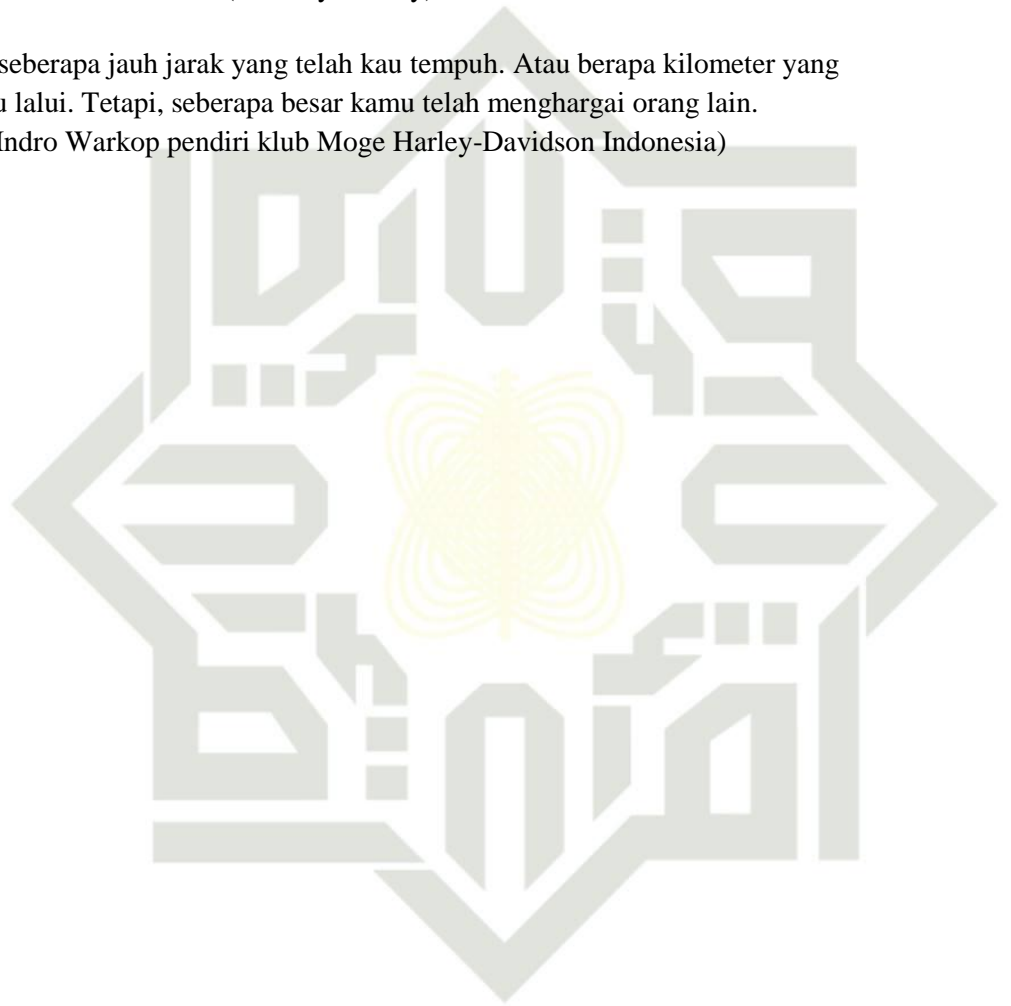 seberapa jauh jarak yang telah kau tempuh. Atau berapa kilometer yang
u lalui. Tetapi, seberapa besar kamu telah menghargai orang lain.
Indro Warkop pendiri klub Moge Harley-Davidson Indonesia)